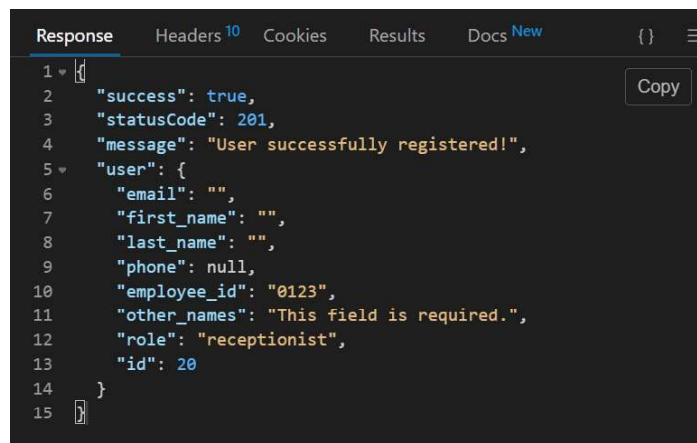 Response Headers 10 Cookies Results Docs New {}
Copy
1 {
2 "success": true,
3 "statusCode": 201,
4 "message": "User successfully registered!",
5 "user": {
6 "email": "",
7 "first_name": "",
8 "last_name": "",
9 "phone": null,
10 "employee_id": "0123",
11 "other_names": "This field is required.",
12 "role": "receptionist",
13 "id": 20
14 }
15 }